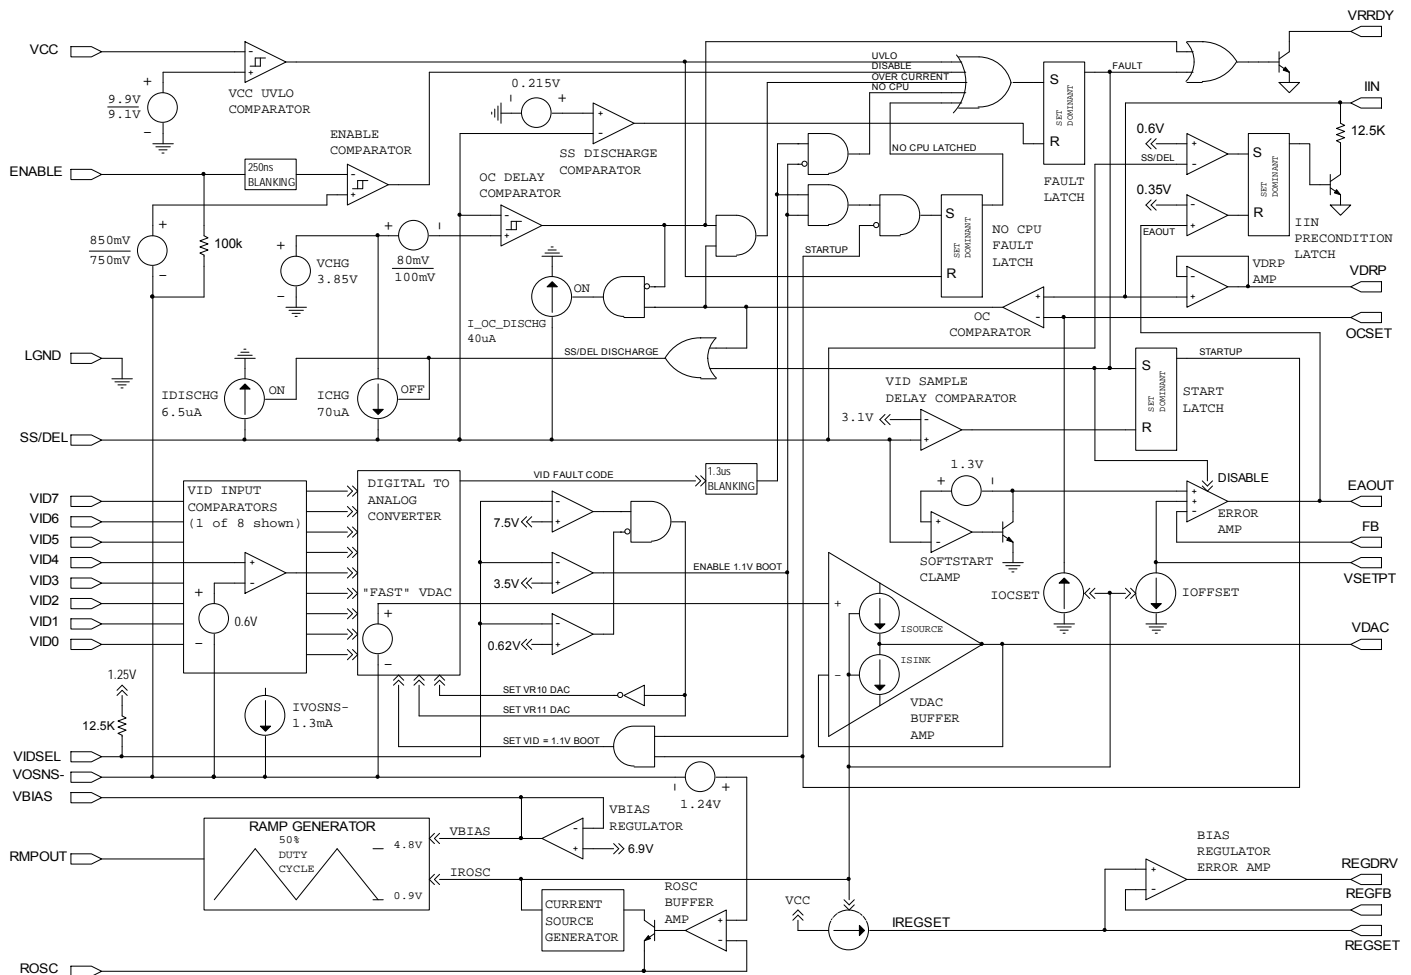 VRRDY
VCC
UVLO
DISABLE
OVER CURRENT
NO CPU
FAULT
0.215V
9.9V
9.1V
VCC UVLO
COMPARATOR
S
SET
DOMINANT
R
FAULT
LATCH
IIN
12.5K
0.6V
SS/DEL
S
SET
DOMINANT
R
0.35V
EAOUT
IIN
PRECONDITION
LATCH
ENABLE
COMPARATOR
SS DISCHARGE
COMPARATOR
NO CPU LATCHED
ENABLE
250ns
BLANKING
OC DELAY
COMPARATOR
850mV
750mV
100k
VCHG
3.85V
80mV
100mV
STARTUP
S
SET
DOMINANT
R
NO CPU
FAULT
LATCH
VDRP
AMP
VDRP
ON
I_OC_DISCHG
40uA
OC
COMPARATOR
OCSET
LGND
SS/DEL DISCHARGE
STARTUP
S
SET
DOMINANT
R
START
LATCH
IDISCHG
6.5uA
ON
ICHG
70uA
OFF
VID SAMPLE
DELAY COMPARATOR
3.1V
SS/DEL
VID FAULT CODE
1.3us
BLANKING
1.3V
DISABLE
VID7
VID6
VID5
VID4
VID3
VID2
VID1
VID0
VID INPUT
COMPARATORS
(1 of 8 shown)
0.6V
DIGITAL TO
ANALOG
CONVERTER
"FAST" VDAC
7.5V
3.5V
0.62V
ENABLE 1.1V BOOT
SOFTSTART
CLAMP
ERROR
AMP
EAOUT
FB
VSETPT
IOCSET
IOFFSET
ISOURCE
ISINK
VDAC
BUFFER
AMP
VDAC
1.25V
12.5K
IVOSNS-
1.3mA
SET VR10 DAC
SET VR11 DAC
SET VID = 1.1V BOOT
VIDSEL
VOSNS-
1.24V
VBIAS
RAMP GENERATOR
50%
DUTY
CYCLE
4.8V
0.9V
VBIAS
VBIAS
REGULATOR
6.9V
RMPOUT
IROSC
CURRENT
SOURCE
GENERATOR
ROSC
BUFFER
AMP
VCC
IREGSET
BIAS
REGULATOR
ERROR AMP
REGDRV
REGFB
REGSET
ROSC